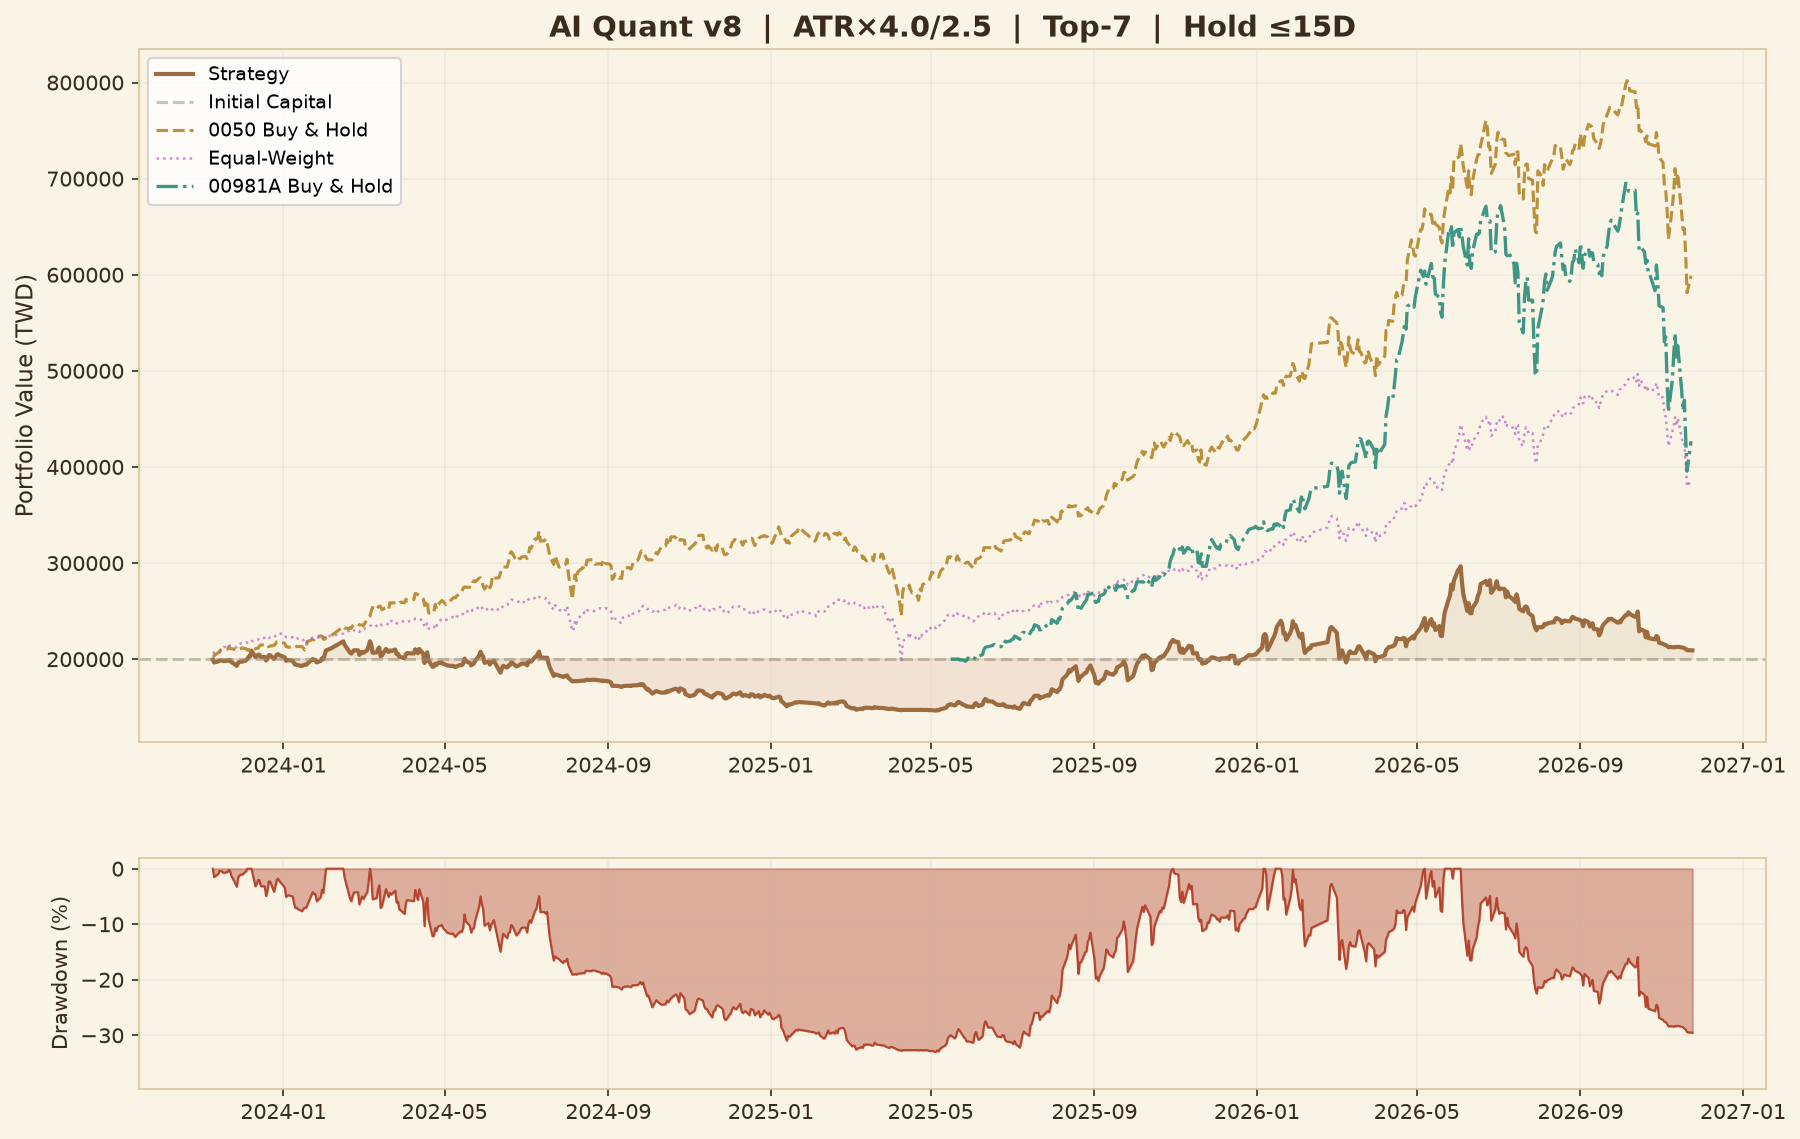 AI Quant v8 | ATR×4.0/2.5 | Top-7 | Hold ≤15D
Strategy
Initial Capital
0050 Buy & Hold
Equal-Weight
00981A Buy & Hold
Portfolio Value (TWD)
800000
700000
600000
500000
400000
300000
200000
2024-01 2024-05 2024-09 2025-01 2025-05 2025-09 2026-01 2026-05 2026-09 2027-01
Drawdown (%)
0
−10
−20
−30
2024-01 2024-05 2024-09 2025-01 2025-05 2025-09 2026-01 2026-05 2026-09 2027-01